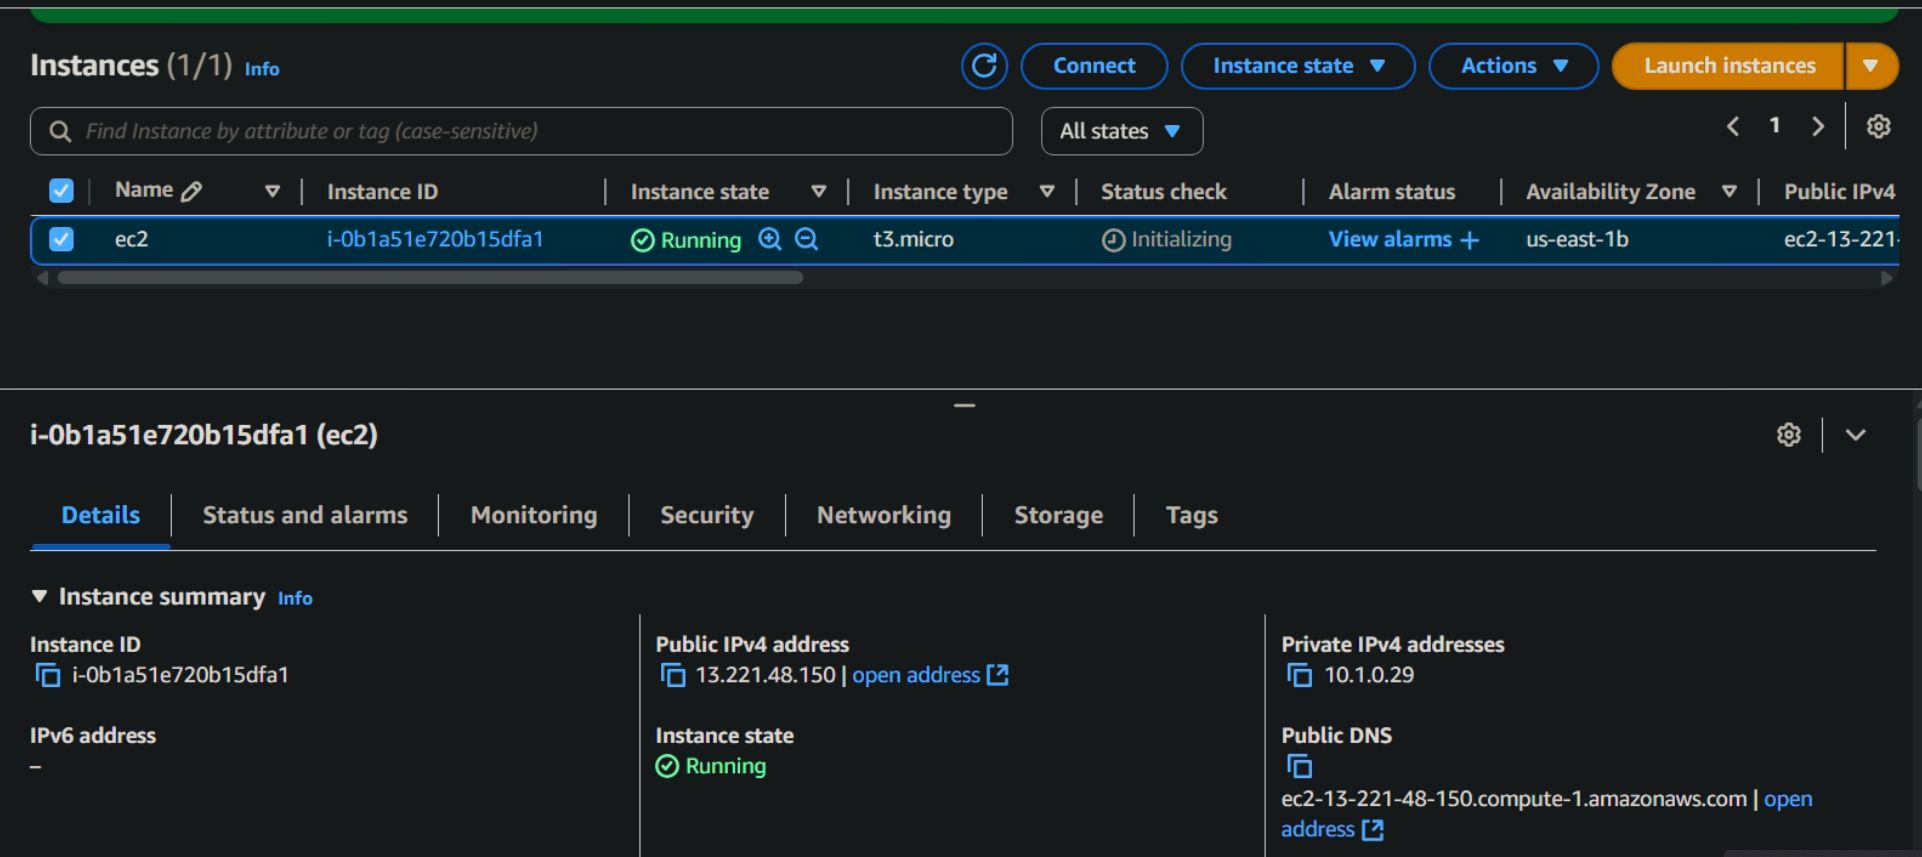 Instances (1/1) Info
Connect
Instance state
Actions
Launch instances
Find Instance by attribute or tag (case-sensitive)
All states
1
Name
Instance ID
Instance state
Instance type
Status check
Alarm status
Availability Zone
Public IPv4
ec2
i-0b1a51e720b15dfa1
Running
t3.micro
Initializing
View alarms +
us-east-1b
ec2-13-221-
i-0b1a51e720b15dfa1 (ec2)
Details
Status and alarms
Monitoring
Security
Networking
Storage
Tags
Instance summary Info
Instance ID
i-0b1a51e720b15dfa1
Public IPv4 address
13.221.48.150 | open address
Private IPv4 addresses
10.1.0.29
IPv6 address
–
Instance state
Running
Public DNS
ec2-13-221-48-150.compute-1.amazonaws.com | open
address